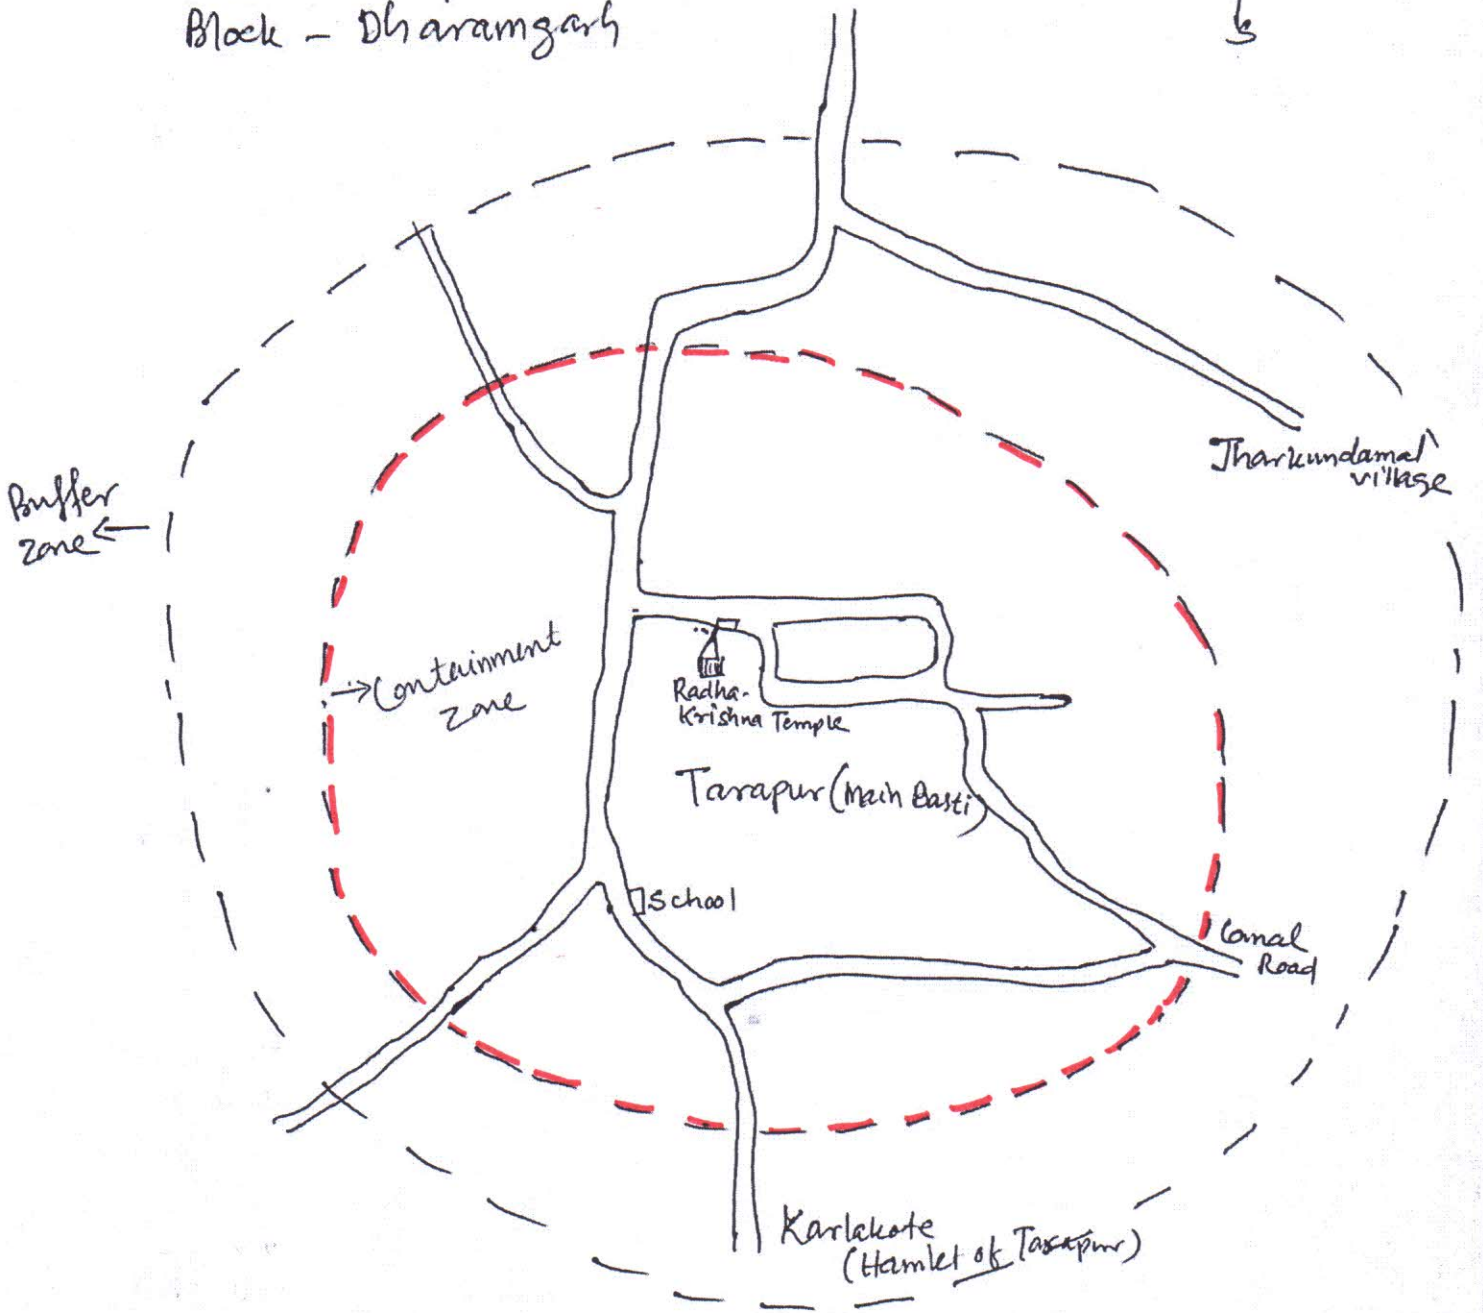 Block - Dharamgarh
Jharkundamal
village
Buffer
zone
Containment
zone
Radha-
Krishna Temple
Tarapur (Main Basti)
School
Canal
Road
Karlakote
(Hamlet of Tarapur)